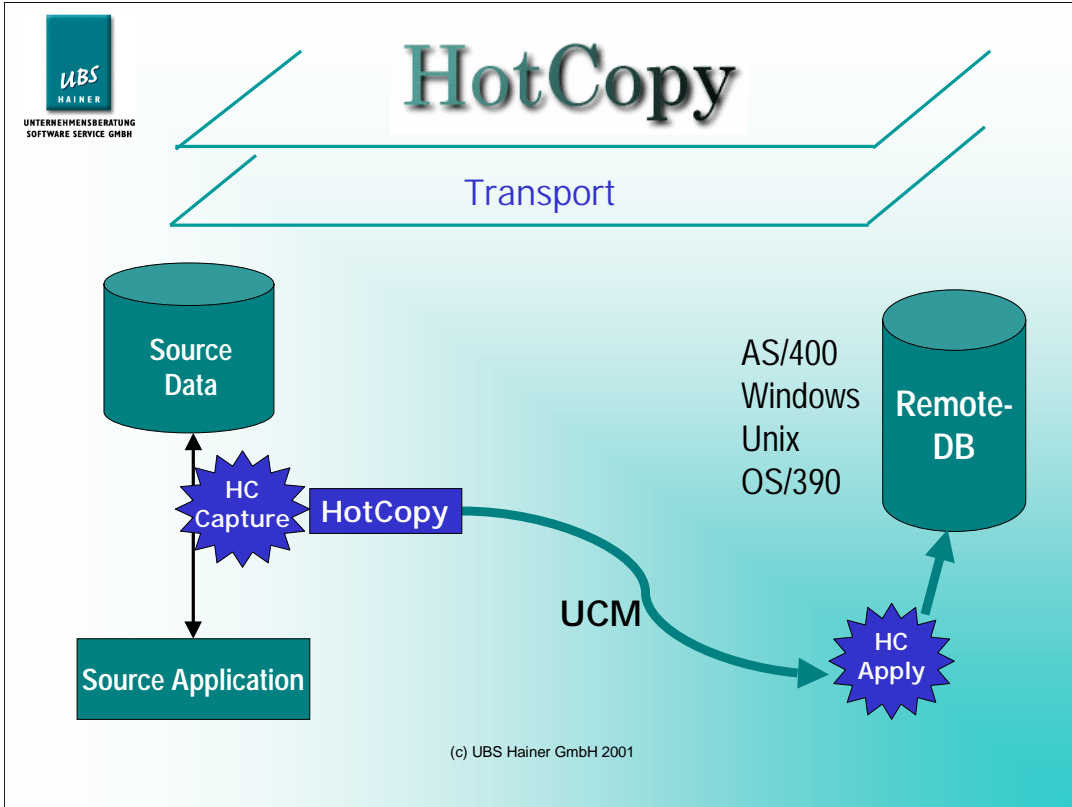 UBS
HAINER
UNTERNEHMENSBERATUNG
SOFTWARE SERVICE GMBH
HotCopy
Transport
Source
Data
AS/400
Windows
Unix
OS/390
Remote-
DB
HC
Capture
HotCopy
UCM
HC
Apply
Source Application
(c) UBS Hainer GmbH 2001